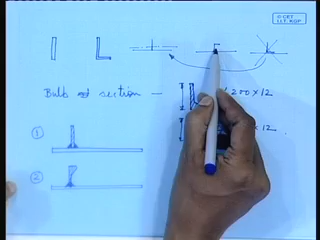 © CET
I.I.T. KGP
Bulb section — 200 × 12
× 12 .
1
2